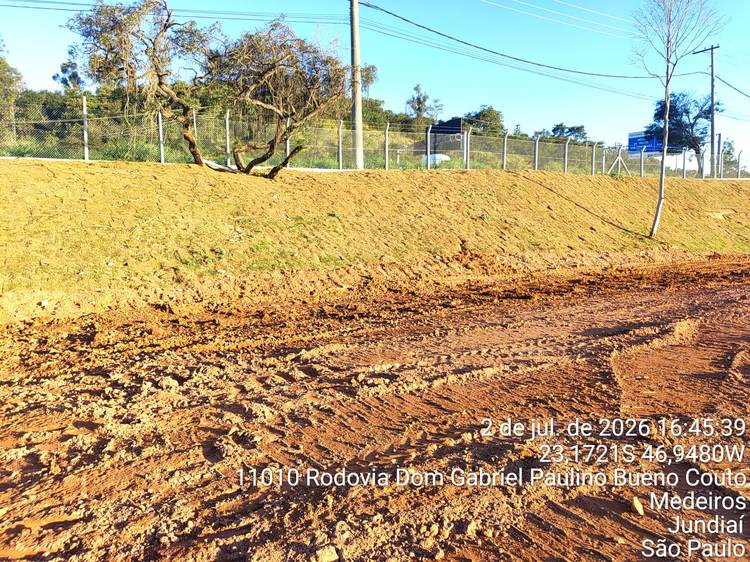 2 de jul. de 2026 16.45.39
23,1721S 46,9480W
11010 Rodovia Dom Gabriel Paulino Bueno Couto
Medeiros
Jundiaí
São Paulo